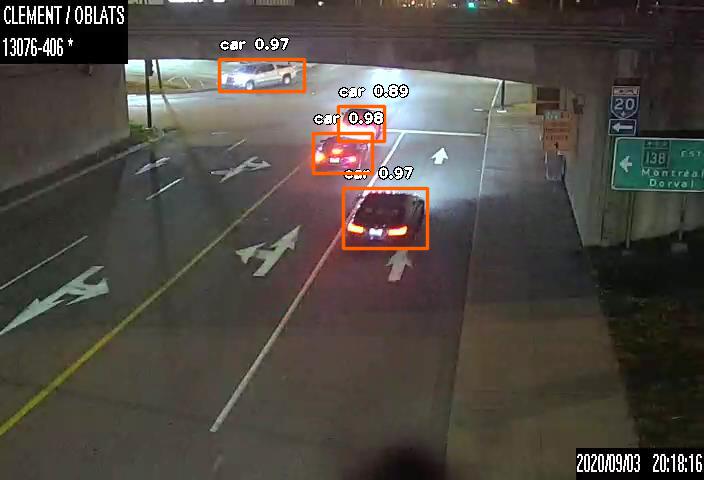 CLEMENT / OBLATS
13076-406 *
car 0.97
car 0.89
car 0.98
car 0.97
20
138 EST
Montréal
Dorval
2020/09/03 20:18:16